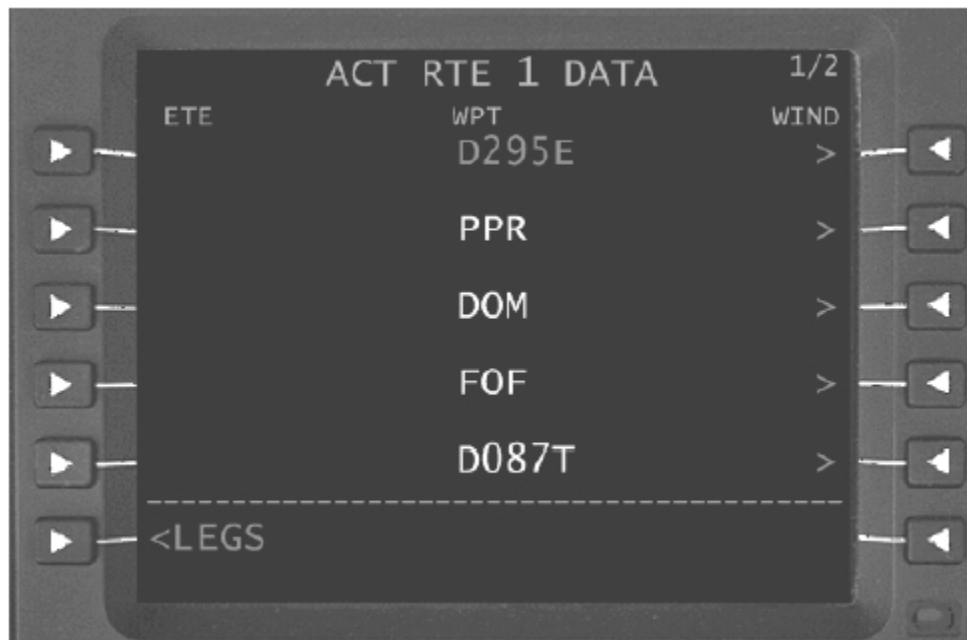 ACT RTE 1 DATA 1/2
ETE WPT WIND
D295E >
PPR >
DOM >
FOF >
D087T >
--------------------------------------------
<LEGS